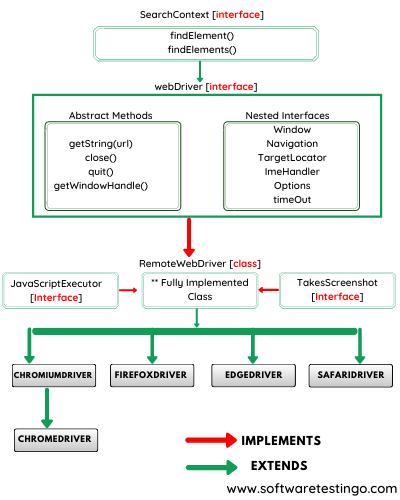 SearchContext [interface]
findElement()
findElements()
webDriver [interface]
Abstract Methods
getString(url)
close()
quit()
getWindowHandle()
Nested Interfaces
Window
Navigation
TargetLocator
ImeHandler
Options
timeOut
RemoteWebDriver [class]
JavaScriptExecutor
[Interface]
** Fully Implemented
Class
TakesScreenshot
[Interface]
CHROMIUMDRIVER
FIREFOXDRIVER
EDGEDRIVER
SAFARIDRIVER
CHROMEDRIVER
IMPLEMENTS
EXTENDS
www.softwaretestingo.com